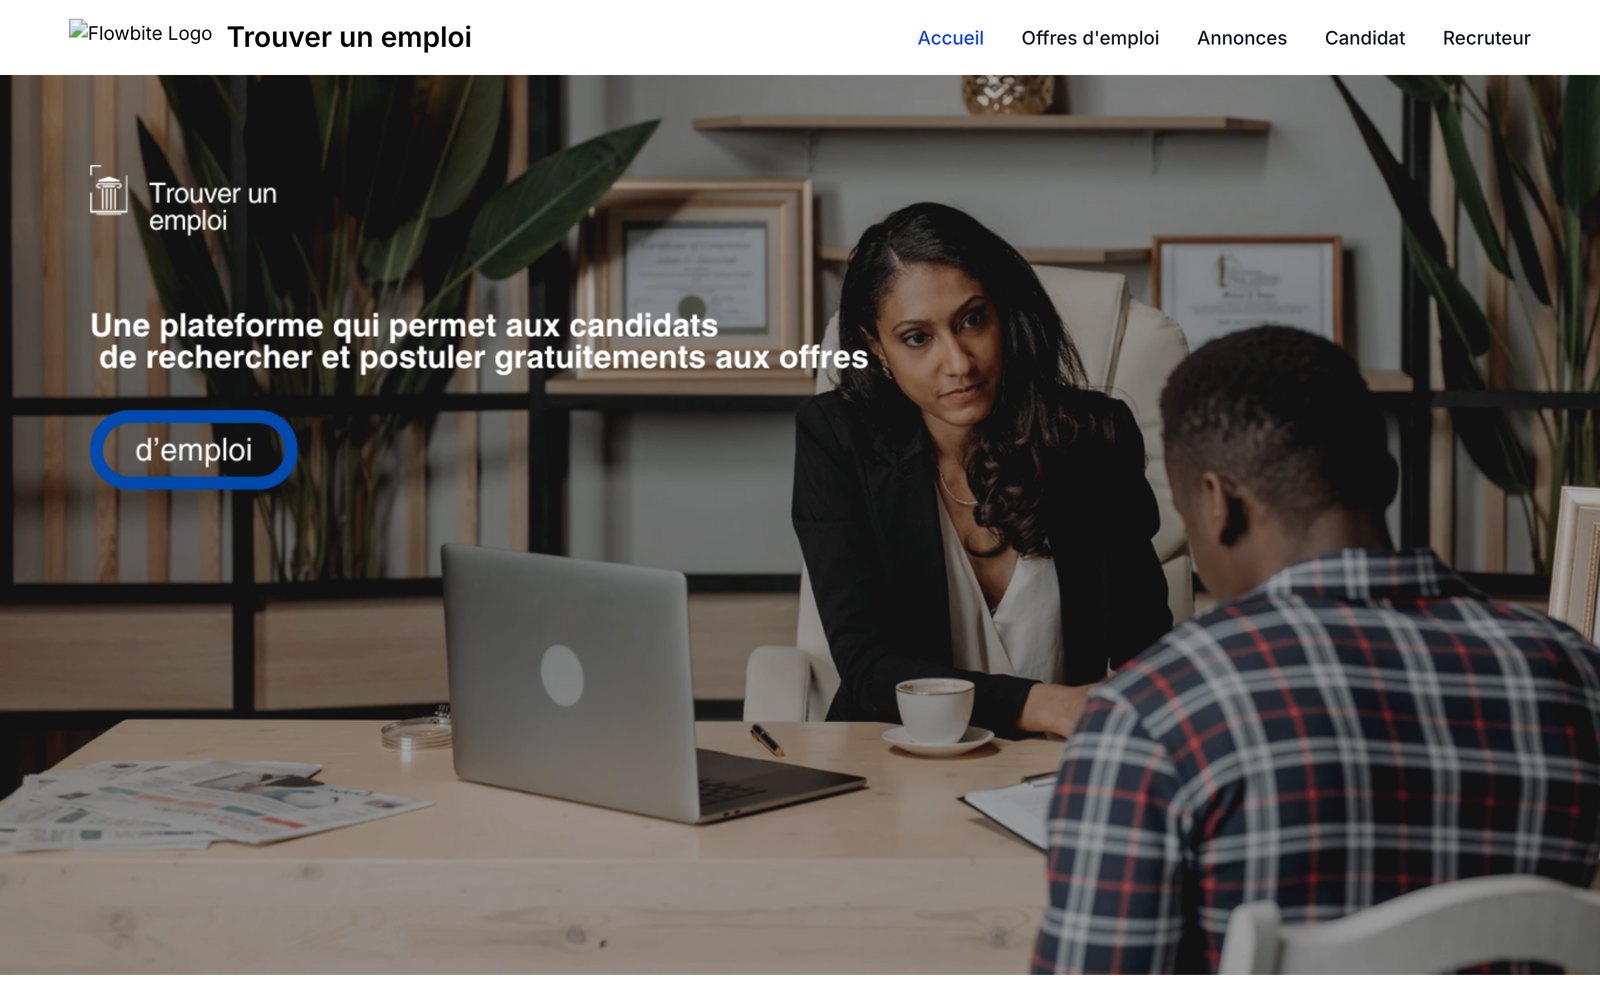 Flowbite Logo
Trouver un emploi
Accueil
Offres d'emploi
Annonces
Candidat
Recruteur
Trouver un
emploi
Une plateforme qui permet aux candidats
de rechercher et postuler gratuitements aux offres
d’emploi